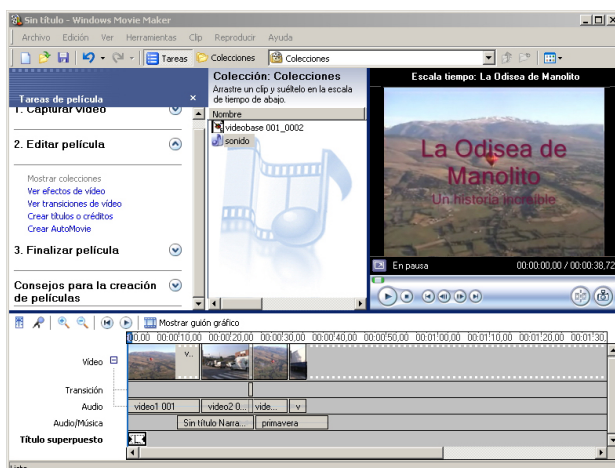 Sin título - Windows Movie Maker
Archivo Edición Ver Herramientas Clip Reproducir Ayuda
Tareas Colecciones Colecciones
Tareas de película
1. Capturar vídeo
2. Editar película
Mostrar colecciones
Ver efectos de vídeo
Ver transiciones de vídeo
Crear títulos o créditos
Crear AutoMovie
3. Finalizar película
Consejos para la creación
de películas
Colección: Colecciones
Arrastre un clip y suéltelo en la escala
de tiempo de abajo.
Nombre
videobase 001_0002
sonido
Escala tiempo: La Odisea de Manolito
La Odisea de
Manolito
Un historia increible
En pausa 00:00:00,00 / 00:00:38,72
Mostrar guión gráfico
00,00 00:00:10,00 00:00:20,00 00:00:30,00 00:00:40,00 00:00:50,00 00:01:00,00 00:01:10,00 00:01:20,00 00:01:30,
Vídeo v...
Transición
Audio video1 001 video2 0... vide... v
Audio/Música Sin título Narra... primavera
Título superpuesto